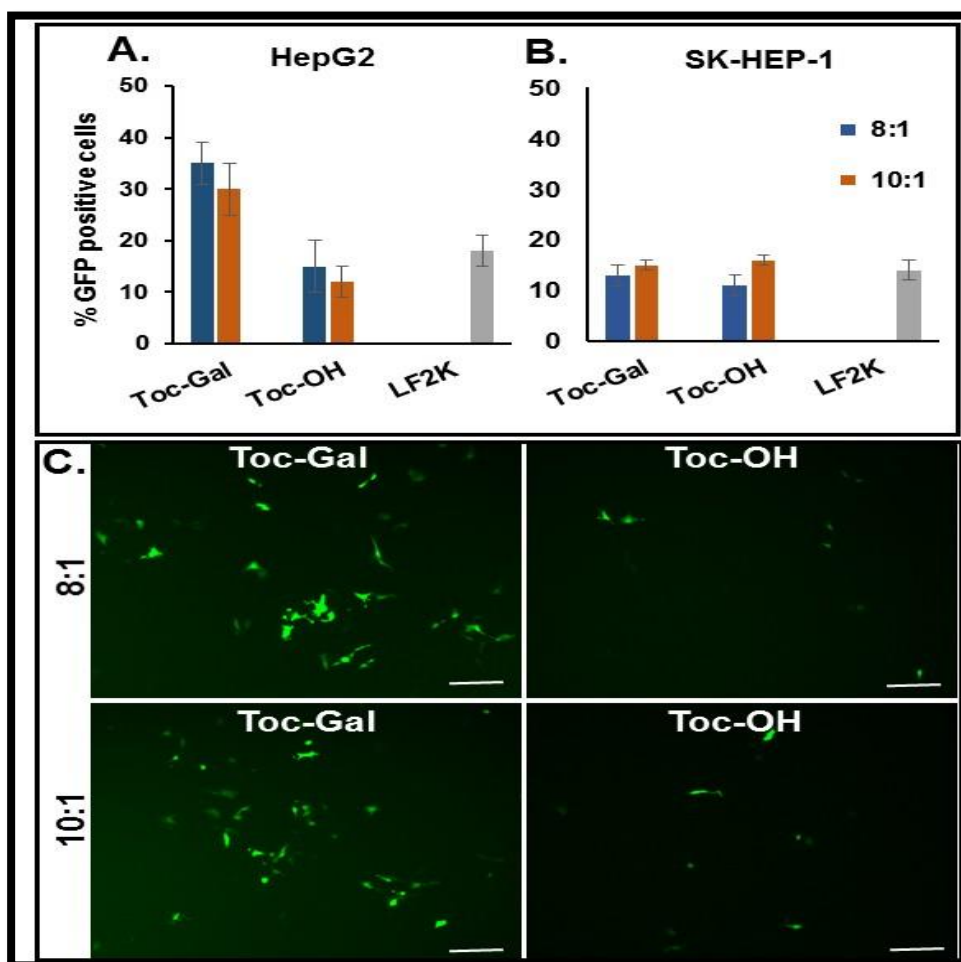 A.
HepG2
% GFP positive cells
50
40
30
20
10
0
Toc-Gal
Toc-OH
LF2K
B.
SK-HEP-1
50
40
30
20
10
0
8:1
10:1
Toc-Gal
Toc-OH
LF2K
C.
Toc-Gal
Toc-OH
8:1
Toc-Gal
Toc-OH
10:1